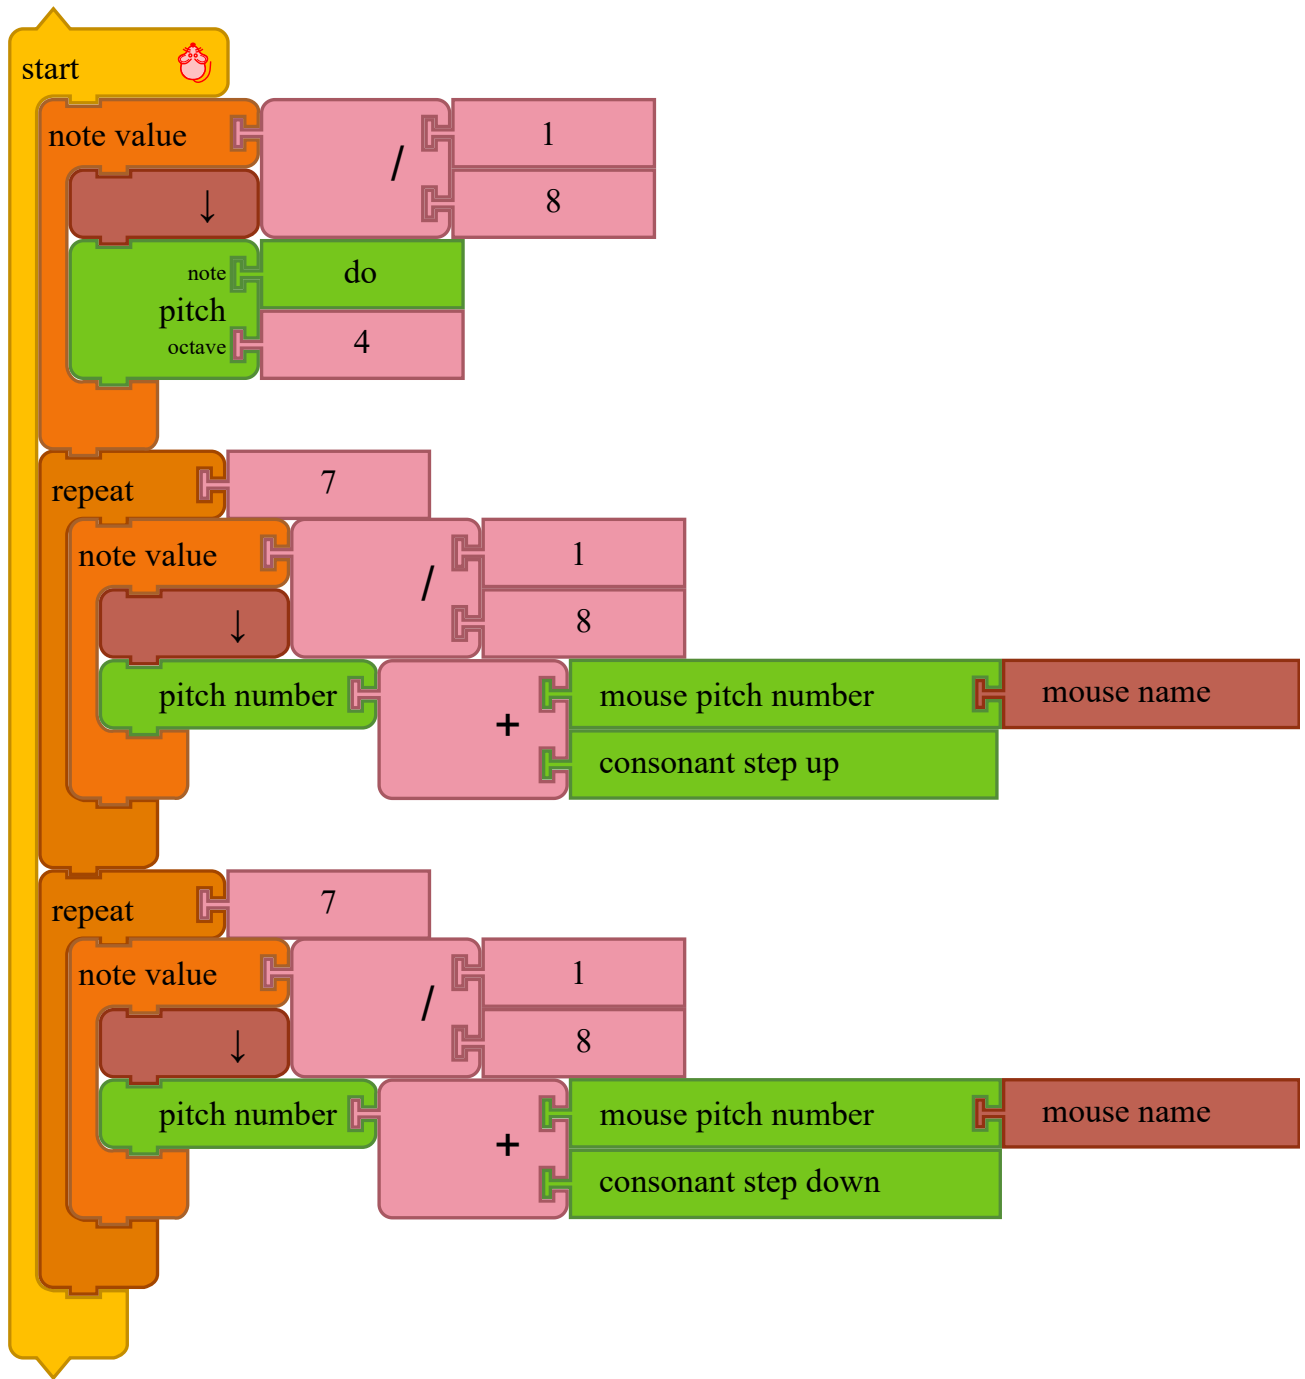 start
note value
1
/
8
↓
note
do
pitch
octave
4
repeat
7
note value
1
/
8
↓
pitch number
mouse pitch number
mouse name
+
consonant step up
repeat
7
note value
1
/
8
↓
pitch number
mouse pitch number
mouse name
+
consonant step down